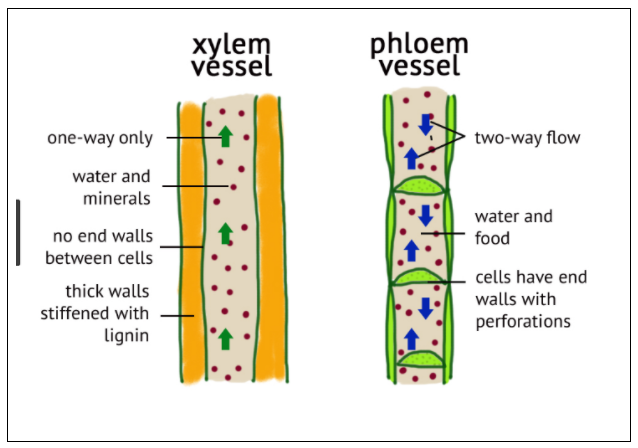 xylem
vessel
phloem
vessel
one-way only
water and
minerals
no end walls
between cells
thick walls
stiffened with
lignin
two-way flow
water and
food
cells have end
walls with
perforations